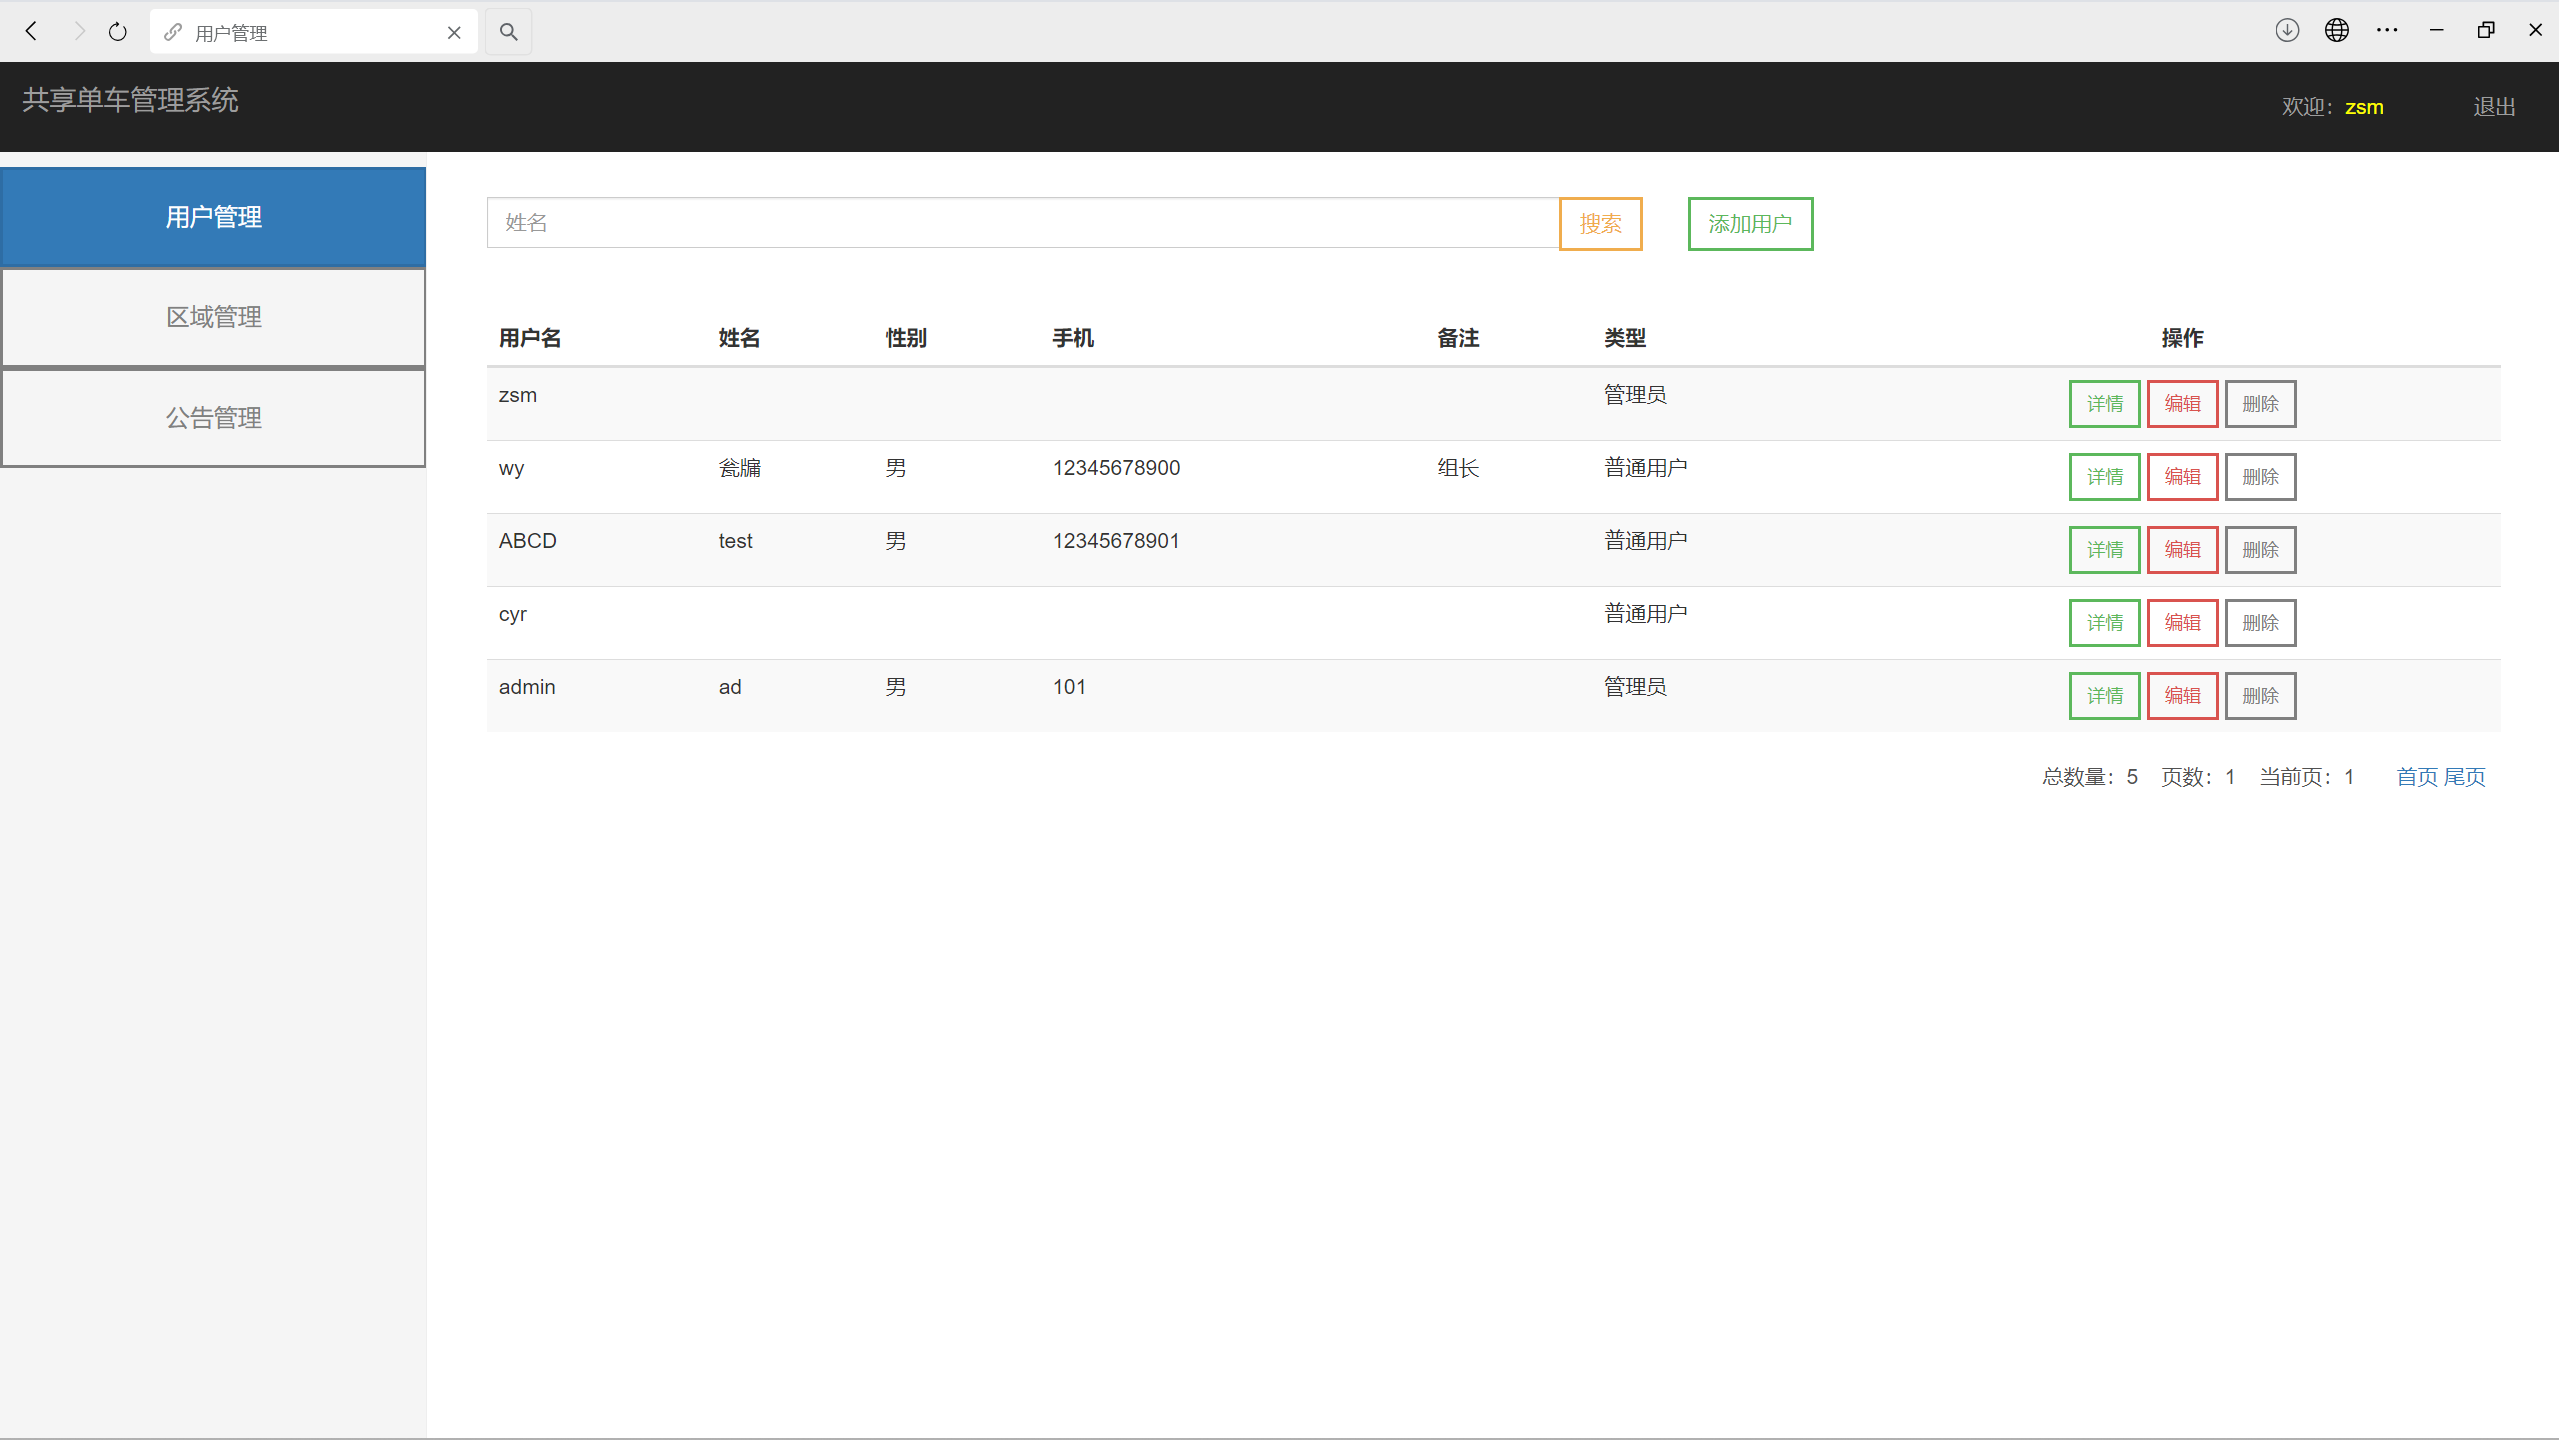 用户管理
共享单车管理系统
欢迎：zsm 退出
用户管理
区域管理
公告管理
姓名 搜索 添加用户
用户名 姓名 性别 手机 备注 类型 操作
zsm 管理员 详情 编辑 删除
wy 瓮牖 男 12345678900 组长 普通用户 详情 编辑 删除
ABCD test 男 12345678901 普通用户 详情 编辑 删除
cyr 普通用户 详情 编辑 删除
admin ad 男 101 管理员 详情 编辑 删除
总数量：5 页数：1 当前页：1 首页 尾页